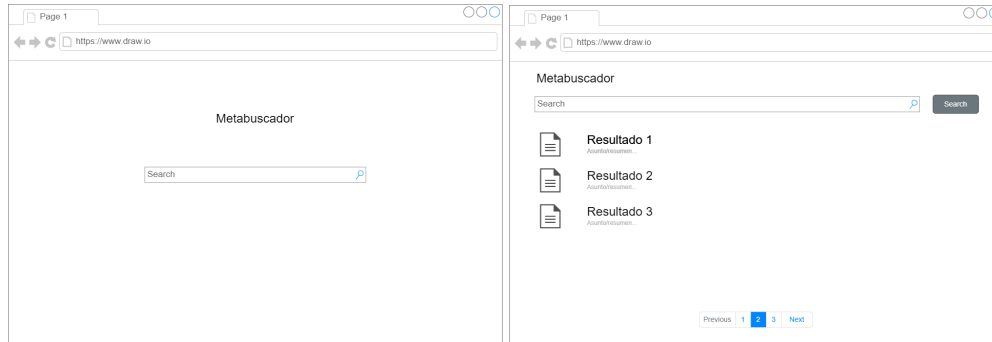 Page 1
https://www.draw.io
Metabuscador
Search
Page 1
https://www.draw.io
Metabuscador
Search
Search
Resultado 1
Asunto/resumen...
Resultado 2
Asunto/resumen...
Resultado 3
Asunto/resumen...
Previous 1 2 3 Next